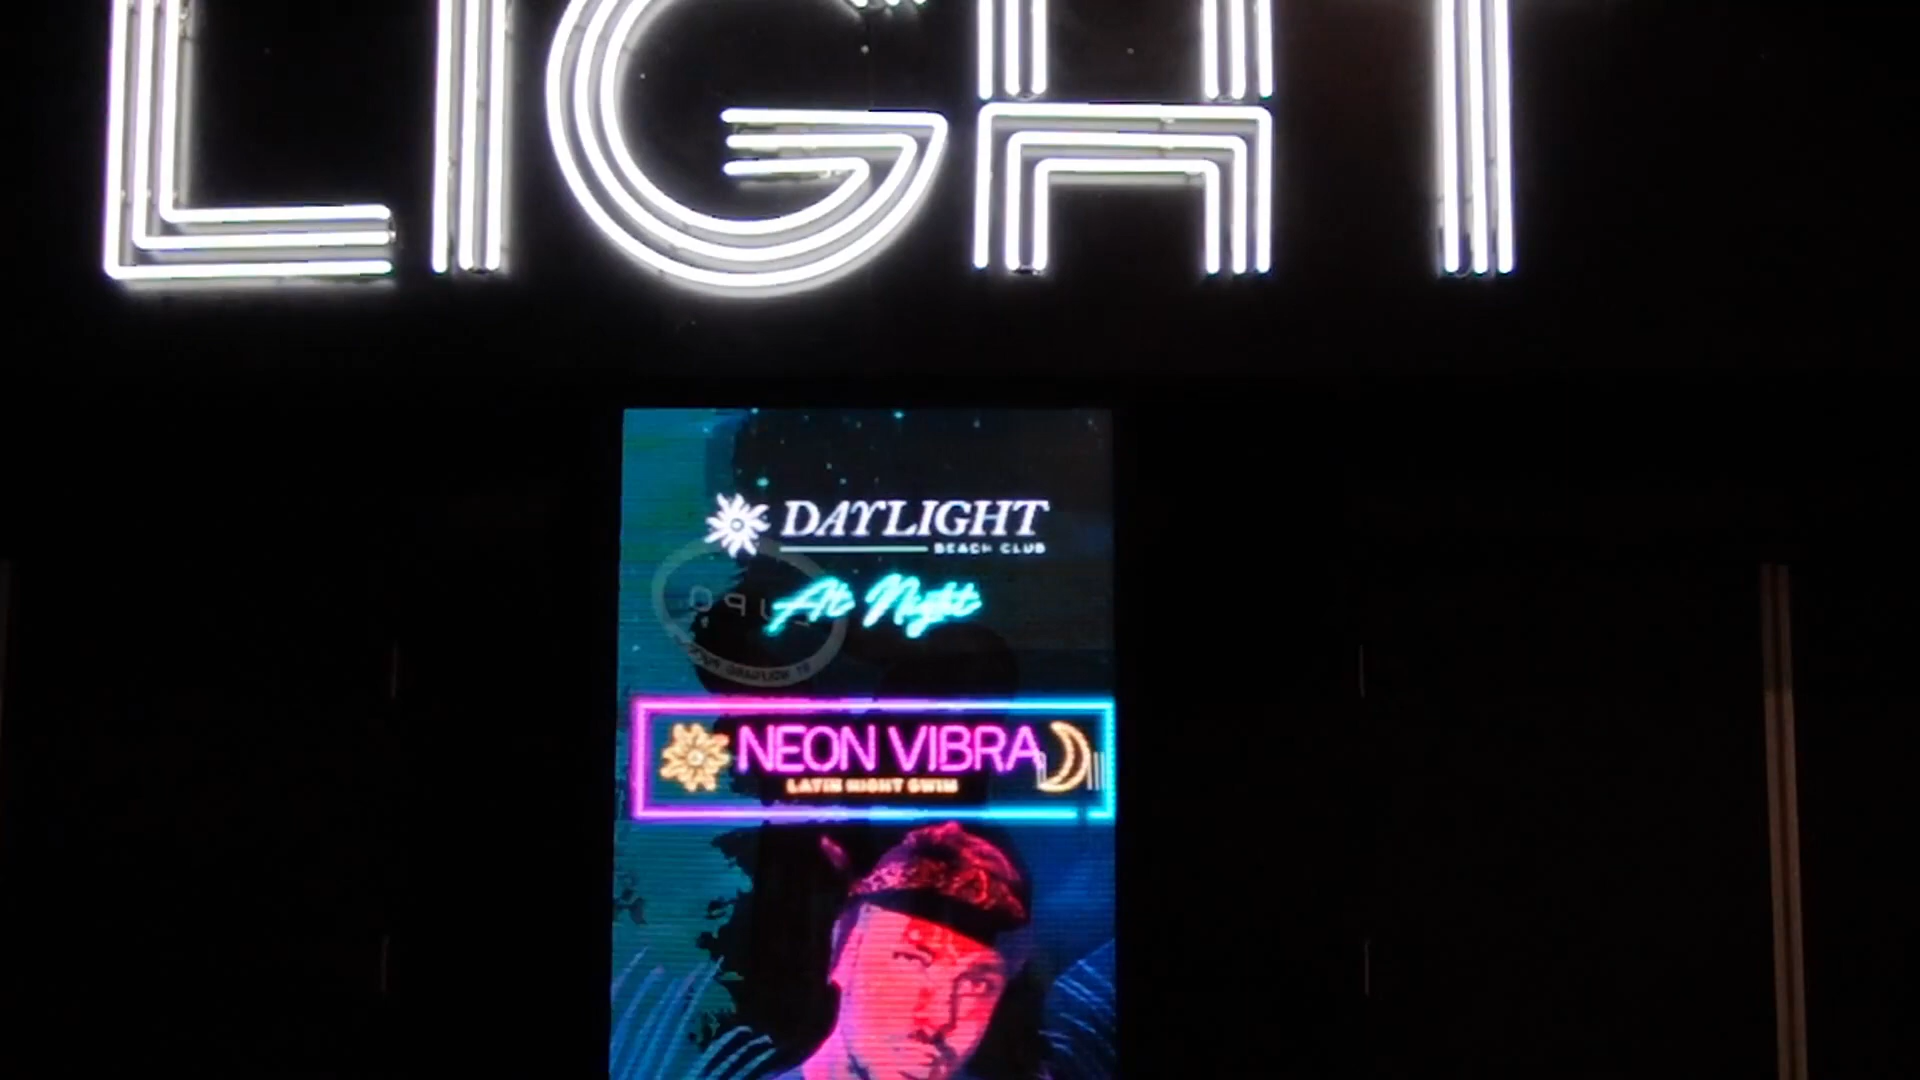 LIGHT
DAYLIGHT
BEACH CLUB
At Night
NEON VIBRA
LATIN NIGHT SWIM